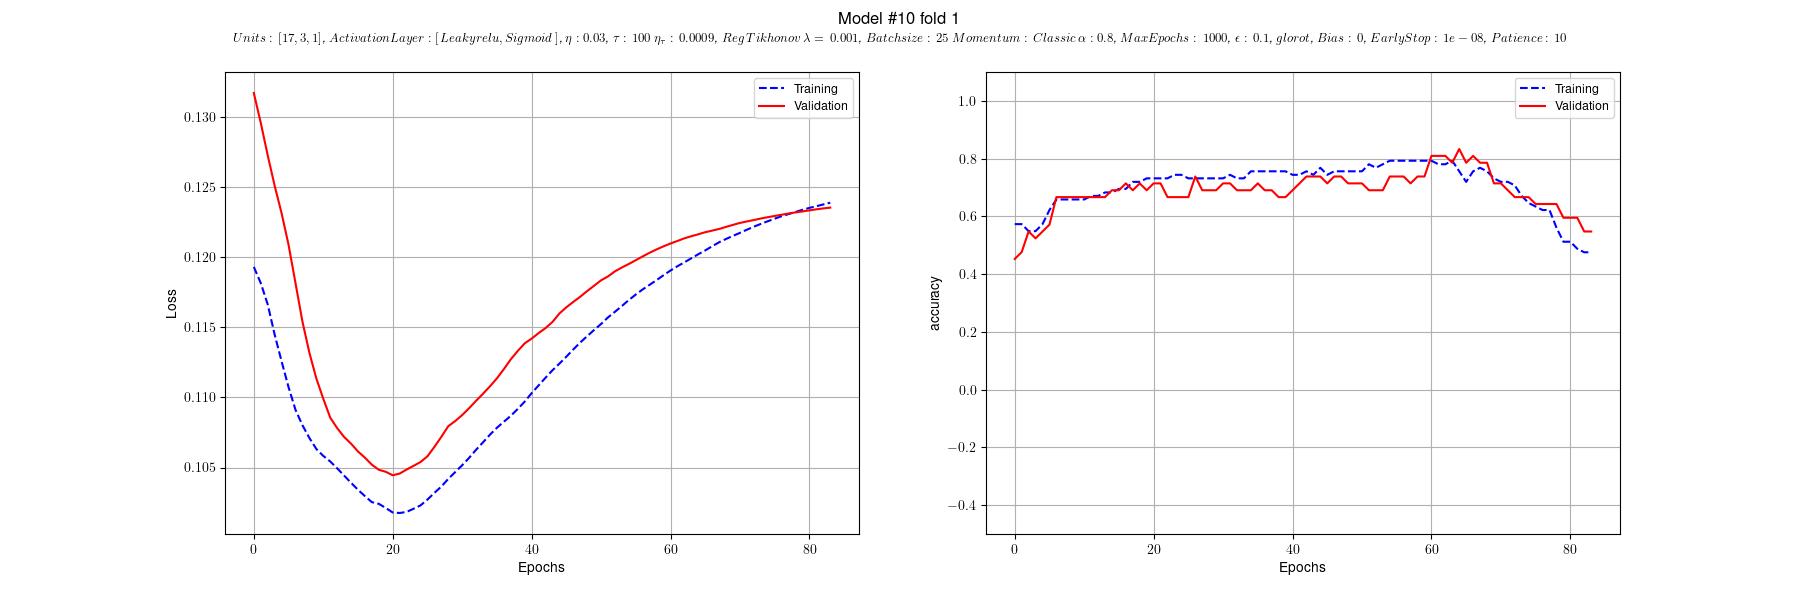 Model #10 fold 1
Units : [17, 3, 1], ActivationLayer : [Leakyrelu, Sigmoid ], η : 0.03, τ : 100 ητ : 0.0009, RegTikhonov λ = 0.001, Batchsize : 25 Momentum : Classic α : 0.8, MaxEpochs : 1000, ϵ : 0.1, glorot, Bias : 0, EarlyStop : 1e − 08, Patience : 10
Training
Validation
0.130
0.125
0.120
0.115
0.110
0.105
Loss
0 20 40 60 80
Epochs
Training
Validation
1.0
0.8
0.6
0.4
0.2
0.0
−0.2
−0.4
accuracy
0 20 40 60 80
Epochs